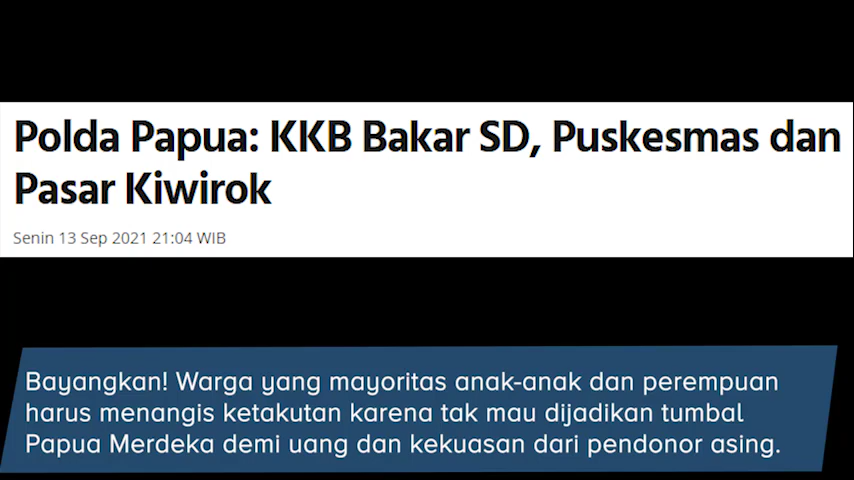 Polda Papua: KKB Bakar SD, Puskesmas dan
Pasar Kiwirok
Senin 13 Sep 2021 21:04 WIB
Bayangkan! Warga yang mayoritas anak-anak dan perempuan
harus menangis ketakutan karena tak mau dijadikan tumbal
Papua Merdeka demi uang dan kekuasan dari pendonor asing.